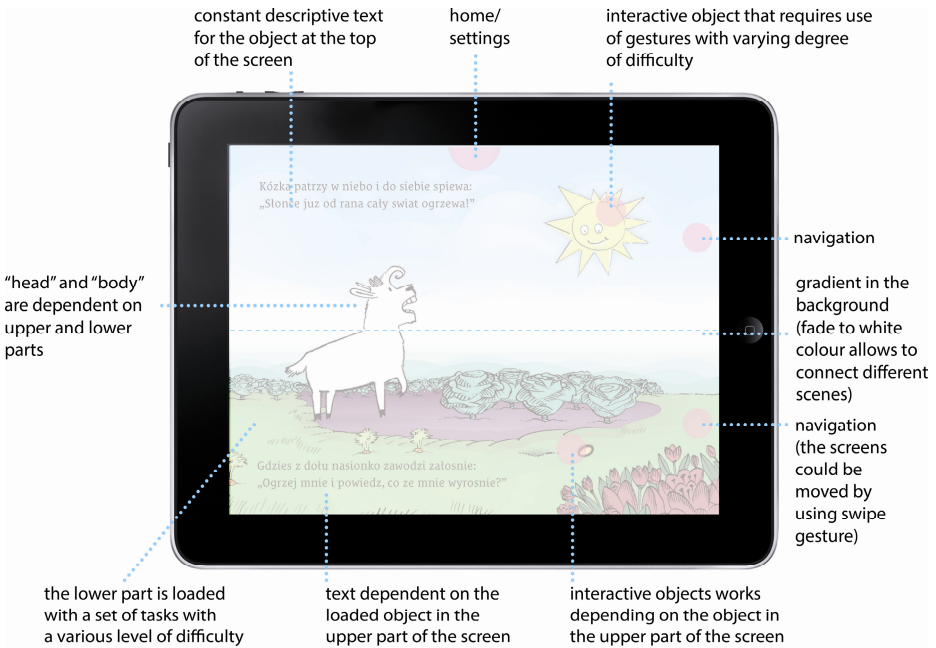 constant descriptive text
for the object at the top
of the screen
home/
settings
interactive object that requires use
of gestures with varying degree
of difficulty
Kózka patrzy w niebo i do siebie spiewa:
„Słonce juz od rana cały swiat ogrzewa!”
navigation
“head” and “body”
are dependent on
upper and lower
parts
gradient in the
background
(fade to white
colour allows to
connect different
scenes)
navigation
(the screens
could be
moved by
using swipe
gesture)
Gdzies z dołu nasionko zawodzi załosnie:
„Ogrzej mnie i powiedz, co ze mnie wyrosnie?”
the lower part is loaded
with a set of tasks with
a various level of difficulty
text dependent on the
loaded object in the
upper part of the screen
interactive objects works
depending on the object in
the upper part of the screen